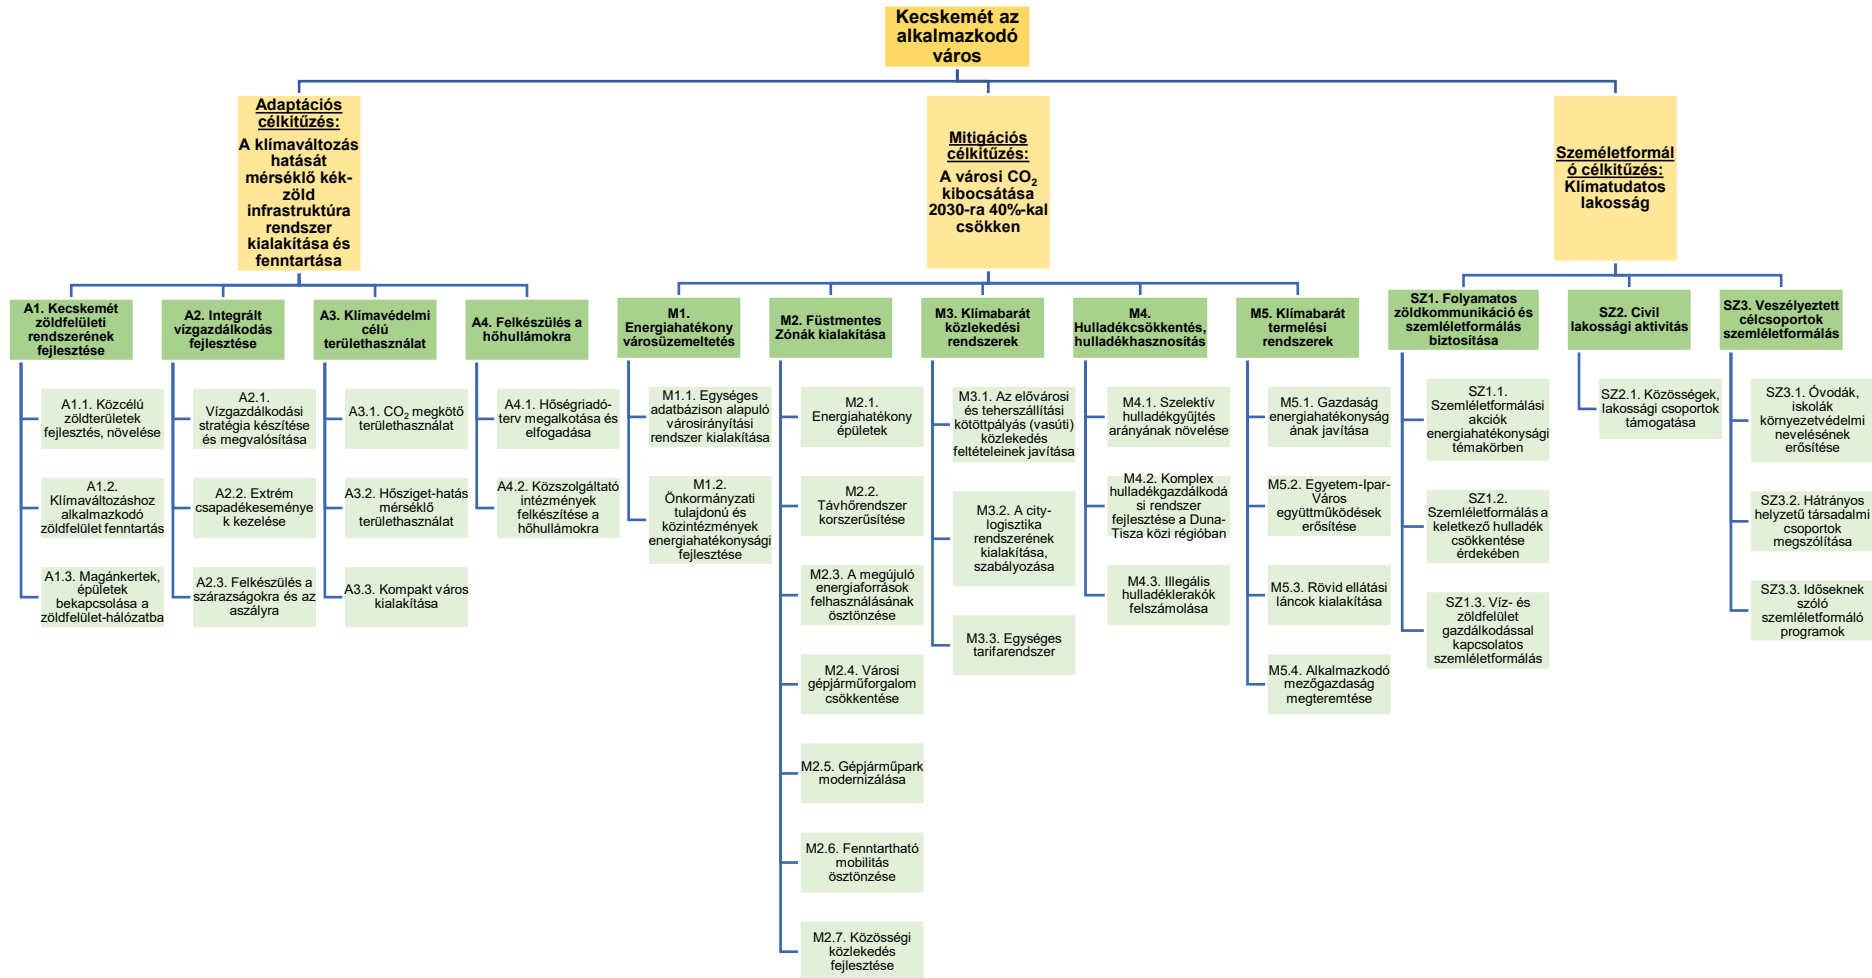 Kecskemét az
alkalmazkodó
város
Adaptációs
célkitűzés:
A klímaváltozás
hatását
mérséklő kék-
zöld
infrastruktúra
rendszer
kialakítása és
fenntartása
Mitigációs
célkitűzés:
A városi CO₂
kibocsátása
2030-ra 40%-kal
csökken
Személetformál
ó célkitűzés:
Klímatudatos
lakosság
A1. Kecskemét
zöldfelületi
rendszerének
fejlesztése
A1.1. Közcélú
zöldterületek
fejlesztés, növelése
A1.2.
Klímaváltozáshoz
alkalmazkodó
zöldfelület fenntartás
A1.3. Magánkertek,
épületek
bekapcsolása a
zöldfelület-hálózatba
A2. Integrált
vízgazdálkodás
fejlesztése
A2.1.
Vízgazdálkodási
stratégia készítése
és megvalósítása
A2.2. Extrém
csapadékesemények
k kezelése
A2.3. Felkészülés a
szárazságokra és az
aszályra
A3. Klímavédelmi
célú
területhasználat
A3.1. CO₂ megkötő
területhasználat
A3.2. Hősziget-hatás
mérséklő
területhasználat
A3.3. Kompakt város
kialakítása
A4. Felkészülés a
hőhullámokra
A4.1. Hőségriadó-
terv megalkotása és
elfogadása
A4.2. Közszolgáltató
intézmények
felkészítése a
hőhullámokra
M1.
Energiahatékony
városüzemeltetés
M1.1. Egységes
adatbázison alapuló
városirányítási
rendszer kialakítása
M1.2.
Önkormányzati
tulajdonú és
közintézmények
energiahatékonysági
fejlesztése
M2. Füstmentes
Zónák kialakítása
M2.1.
Energiahatékony
épületek
M2.2.
Távhőrendszer
korszerűsítése
M2.3. A megújuló
energiaforrások
felhasználásának
ösztönzése
M2.4. Városi
gépjárműforgalom
csökkentése
M2.5. Gépjárműpark
modernizálása
M2.6. Fenntartható
mobilitás
ösztönzése
M2.7. Közösségi
közlekedés
fejlesztése
M3. Klímabarát
közlekedési
rendszerek
M3.1. Az elővárosi
és teherszállítási
kötöttpályás (vasúti)
közlekedés
feltételeinek javítása
M3.2. A city-
logisztika
rendszerének
kialakítása,
szabályozása
M3.3. Egységes
tarifarendszer
M4.
Hulladékcsökkentés,
hulladékhasznosítás
M4.1. Szelektív
hulladékgyűjtés
arányának növelése
M4.2. Komplex
hulladékgazdálkodá
si rendszer
fejlesztése a Duna-
Tisza közi régióban
M4.3. Illegális
hulladéklerakók
felszámolása
M5. Klímabarát
termelési
rendszerek
M5.1. Gazdaság
energiahatékonyság
ának javítása
M5.2. Egyetem-Ipar-
Város
együttműködések
erősítése
M5.3. Rövid ellátási
láncok kialakítása
M5.4. Alkalmazkodó
mezőgazdaság
megteremtése
SZ1. Folyamatos
zöldkommunikáció és
szemléletformálás
biztosítása
SZ1.1.
Szemléletformálási
akciók
energiahatékonysági
témakörben
SZ1.2.
Szemléletformálás a
keletkező hulladék
csökkentése
érdekében
SZ1.3. Víz- és
zöldfelület
gazdálkodással
kapcsolatos
szemléletformálás
SZ2. Civil
lakossági aktivitás
SZ2.1. Közösségek,
lakossági csoportok
támogatása
SZ3. Veszélyeztett
célcsoportok
szemléletformálás
SZ3.1. Óvodák,
iskolák
környezetvédelmi
nevelésének
erősítése
SZ3.2. Hátrányos
helyzetű társadalmi
csoportok
megszólítása
SZ3.3. Időseknek
szóló
szemléletformáló
programok